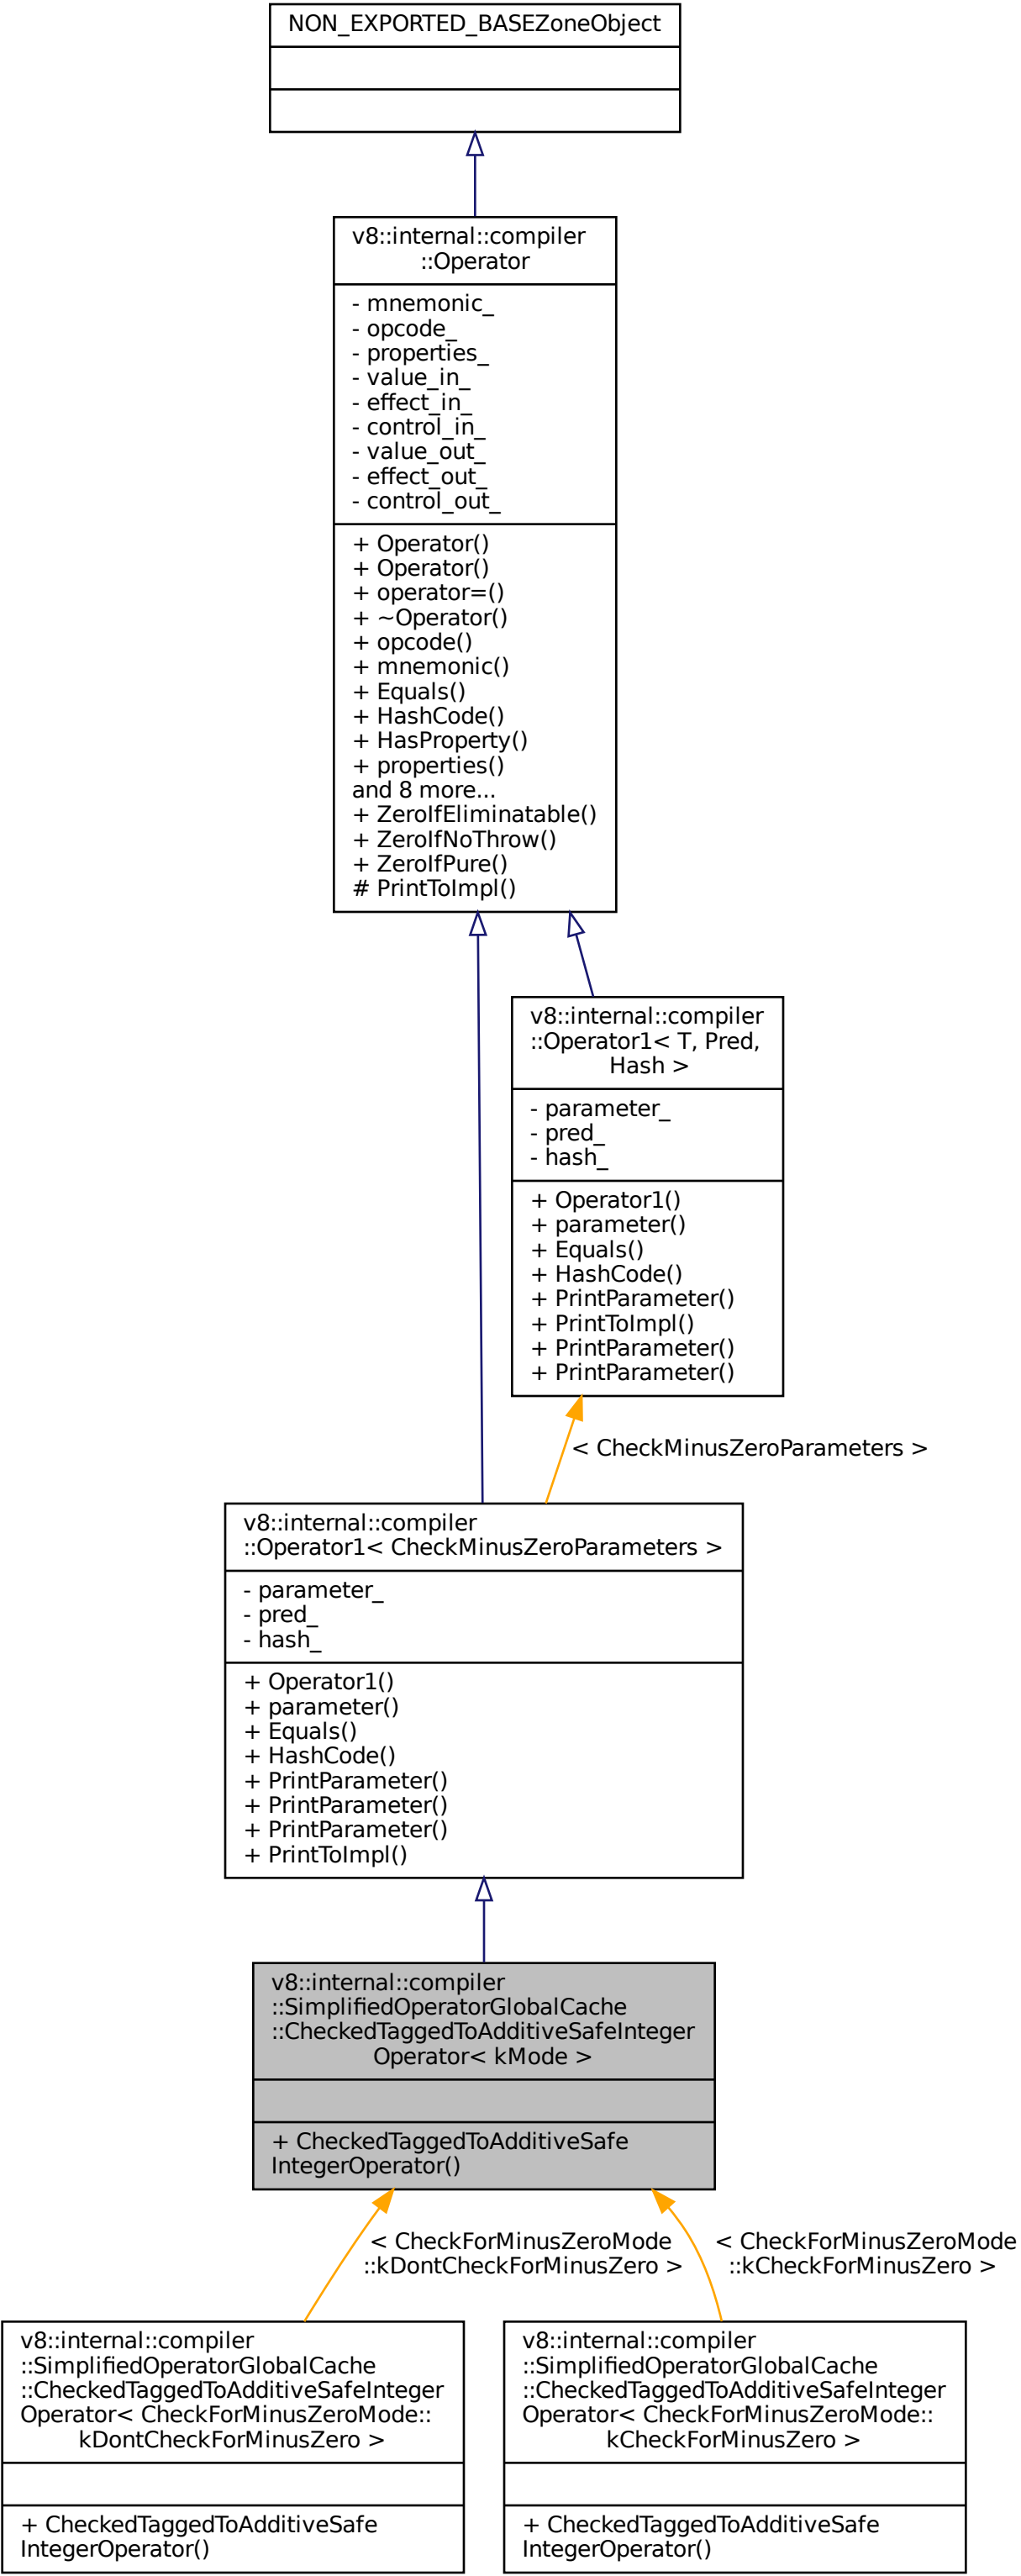 NON_EXPORTED_BASEZoneObject
v8::internal::compiler
::Operator
- mnemonic_
- opcode_
- properties_
- value_in_
- effect_in_
- control_in_
- value_out_
- effect_out_
- control_out_
+ Operator()
+ Operator()
+ operator=()
+ ~Operator()
+ opcode()
+ mnemonic()
+ Equals()
+ HashCode()
+ HasProperty()
+ properties()
and 8 more...
+ ZeroIfEliminatable()
+ ZeroIfNoThrow()
+ ZeroIfPure()
# PrintToImpl()
v8::internal::compiler
::Operator1< T, Pred,
Hash >
- parameter_
- pred_
- hash_
+ Operator1()
+ parameter()
+ Equals()
+ HashCode()
+ PrintParameter()
+ PrintToImpl()
+ PrintParameter()
+ PrintParameter()
< CheckMinusZeroParameters >
v8::internal::compiler
::Operator1< CheckMinusZeroParameters >
- parameter_
- pred_
- hash_
+ Operator1()
+ parameter()
+ Equals()
+ HashCode()
+ PrintParameter()
+ PrintParameter()
+ PrintParameter()
+ PrintToImpl()
v8::internal::compiler
::SimplifiedOperatorGlobalCache
::CheckedTaggedToAdditiveSafeInteger
Operator< kMode >
+ CheckedTaggedToAdditiveSafe
IntegerOperator()
< CheckForMinusZeroMode
::kDontCheckForMinusZero >
< CheckForMinusZeroMode
::kCheckForMinusZero >
v8::internal::compiler
::SimplifiedOperatorGlobalCache
::CheckedTaggedToAdditiveSafeInteger
Operator< CheckForMinusZeroMode::
kDontCheckForMinusZero >
+ CheckedTaggedToAdditiveSafe
IntegerOperator()
v8::internal::compiler
::SimplifiedOperatorGlobalCache
::CheckedTaggedToAdditiveSafeInteger
Operator< CheckForMinusZeroMode::
kCheckForMinusZero >
+ CheckedTaggedToAdditiveSafe
IntegerOperator()